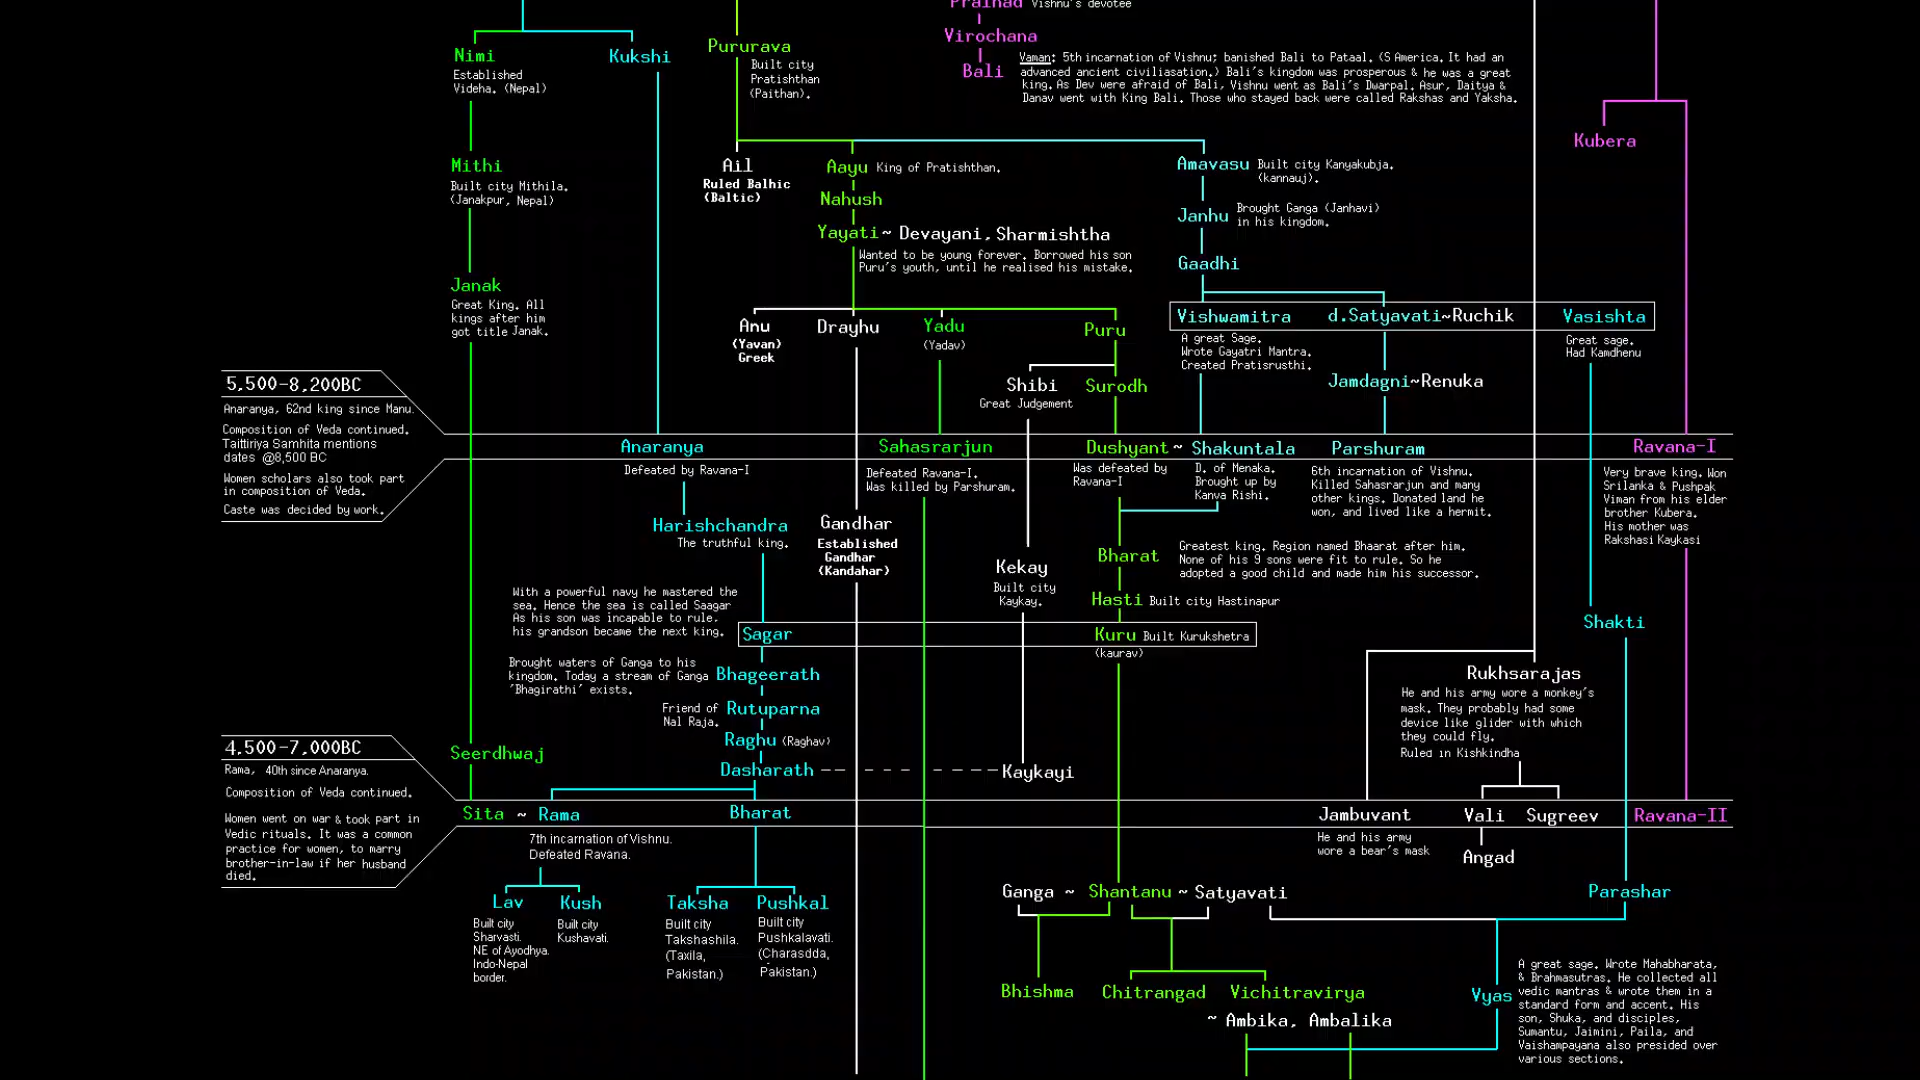 Prahlad Vishnu's devotee
Virochana
Bali
Vaman: 5th incarnation of Vishnu; banished Bali to Pataal. (S America. It had an
advanced ancient civiliasation.) Bali's kingdom was prosperous & he was a great
king. As Dev were afraid of Bali, Vishnu went as Bali's Dwarpal. Asur, Daitya &
Danav went with King Bali. Those who stayed back were called Rakshas and Yaksha.
Nimi
Established
Videha. (Nepal)
Kukshi
Pururava
Built city
Pratishthan
(Paithan).
Kubera
Mithi
Built city Mithila.
(Janakpur, Nepal)
Ail
Ruled Balhic
(Baltic)
Aayu King of Pratishthan.
Nahush
Yayati ~ Devayani, Sharmishtha
Wanted to be young forever. Borrowed his son
Puru's youth, until he realised his mistake.
Amavasu Built city Kanyakubja.
(kannauj).
Janhu Brought Ganga (Janhavi)
in his kingdom.
Gaadhi
Janak
Great King. All
kings after him
got title Janak.
Anu
(Yavan)
Greek
Drayhu
Yadu
(Yadav)
Puru
Vishwamitra
A great Sage.
Wrote Gayatri Mantra.
Created Pratisrusthi.
d.Satyavati~Ruchik
Vasishta
Great sage.
Had Kamdhenu
Shibi
Great Judgement
Surodh
Jamdagni~Renuka
5,500-8,200BC
Anaranya, 62nd king since Manu.
Composition of Veda continued.
Taittiriya Samhita mentions
dates @8,500 BC
Women scholars also took part
in composition of Veda.
Caste was decided by work.
Anaranya
Defeated by Ravana-I
Sahasrarjun
Defeated Ravana-I.
Was killed by Parshuram.
Dushyant ~ Shakuntala
Was defeated by
Ravana-I
D. of Menaka.
Brought up by
Kanva Rishi.
Parshuram
6th incarnation of Vishnu.
Killed Sahasrarjun and many
other kings. Donated land he
won, and lived like a hermit.
Ravana-I
Very brave king. Won
Srilanka & Pushpak
Viman from his elder
brother Kubera.
His mother was
Rakshasi Kaykasi
Harishchandra
The truthful king.
Gandhar
Established
Gandhar
(Kandahar)
Kekay
Built city
Kaykay.
Bharat
Greatest king. Region named Bhaarat after him.
None of his 9 sons were fit to rule. So he
adopted a good child and made him his successor.
Hasti Built city Hastinapur
With a powerful navy he mastered the
sea. Hence the sea is called Saagar
As his son was incapable to rule.
his grandson became the next king.
Sagar
Kuru Built Kurukshetra
(kaurav)
Shakti
Brought waters of Ganga to his
kingdom. Today a stream of Ganga
'Bhagirathi' exists.
Bhageerath
Friend of
Nal Raja.
Rutuparna
Raghu (Raghav)
Dasharath
Kaykayi
Rukhsarajas
He and his army wore a monkey's
mask. They probably had some
device like glider with which
they could fly.
Ruled in Kishkindha
4,500-7,000BC
Rama, 40th since Anaranya.
Composition of Veda continued.
Women went on war & took part in
Vedic rituals. It was a common
practice for women, to marry
brother-in-law if her husband
died.
Seerdhwaj
Sita ~ Rama
7th incarnation of Vishnu.
Defeated Ravana.
Bharat
Jambuvant
He and his army
wore a bear's mask
Vali
Sugreev
Ravana-II
Angad
Lav
Built city
Sharvasti.
NE of Ayodhya.
Indo-Nepal
border.
Kush
Built city
Kushavati.
Taksha
Built city
Takshashila.
(Taxila,
Pakistan.)
Pushkal
Built city
Pushkalavati.
(Charasdda,
Pakistan.)
Ganga ~ Shantanu ~ Satyavati
Parashar
Bhishma
Chitrangad
Vichitravirya
~ Ambika, Ambalika
Vyas
A great sage. Wrote Mahabharata,
& Brahmasutras. He collected all
vedic mantras & wrote them in a
standard form and accent. His
son, Shuka, and disciples,
Sumantu, Jaimini, Paila, and
Vaishampayana also presided over
various sections.